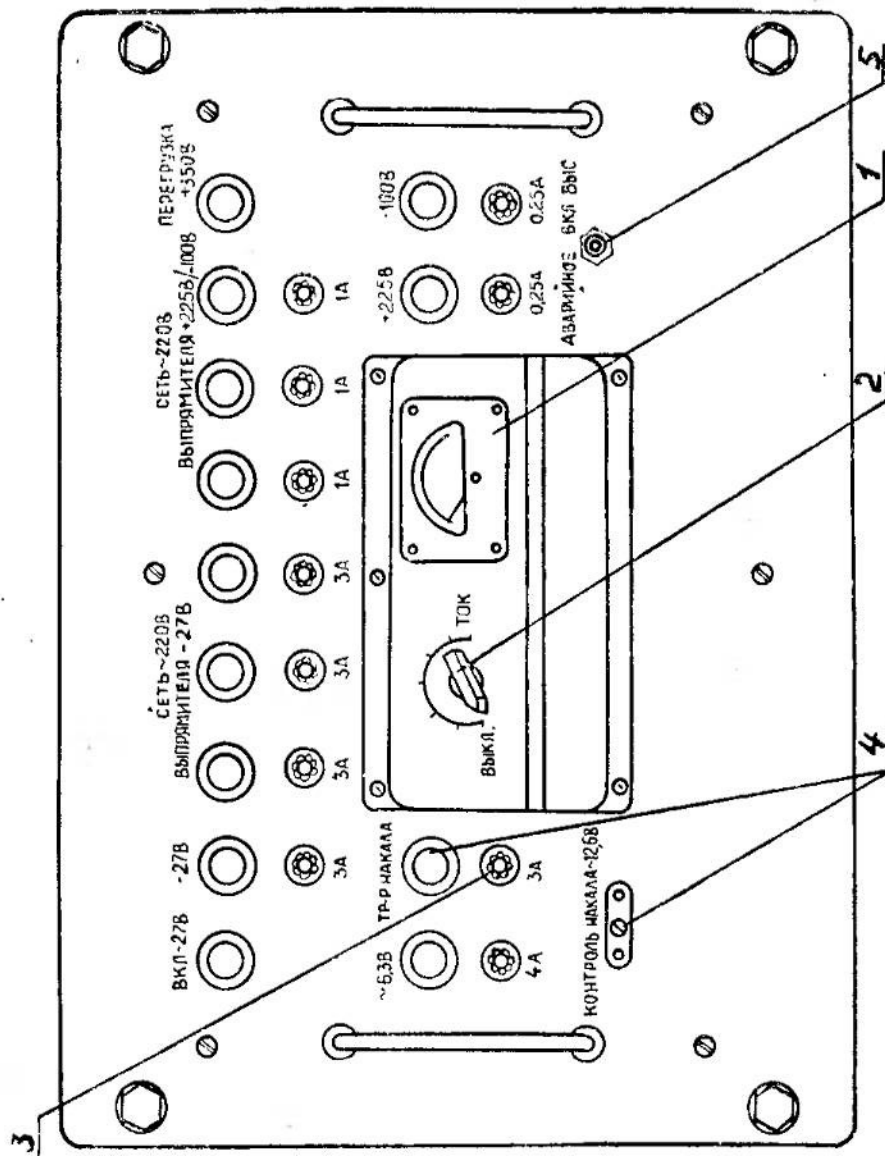 ВКЛ-27В
-27В
СЕТЬ~220В
ВЫПРЯМИТЕЛЯ-27В
СЕТЬ~220В
ВЫПРЯМИТЕЛЯ+225В/-100В
ПЕРЕГРУЗКА
+350В
3А
3А
3А
3А
1А
1А
1А
~6,3В
ТР-Р НАКАЛА
+225В
-100В
4А
3А
0,25А
0.25А
ВЫКЛ.
ТОК
КОНТРОЛЬ НАКАЛА~12,6В
АВАРИЙНОЕ ВКЛ ВЫС
3
4
2
1
5